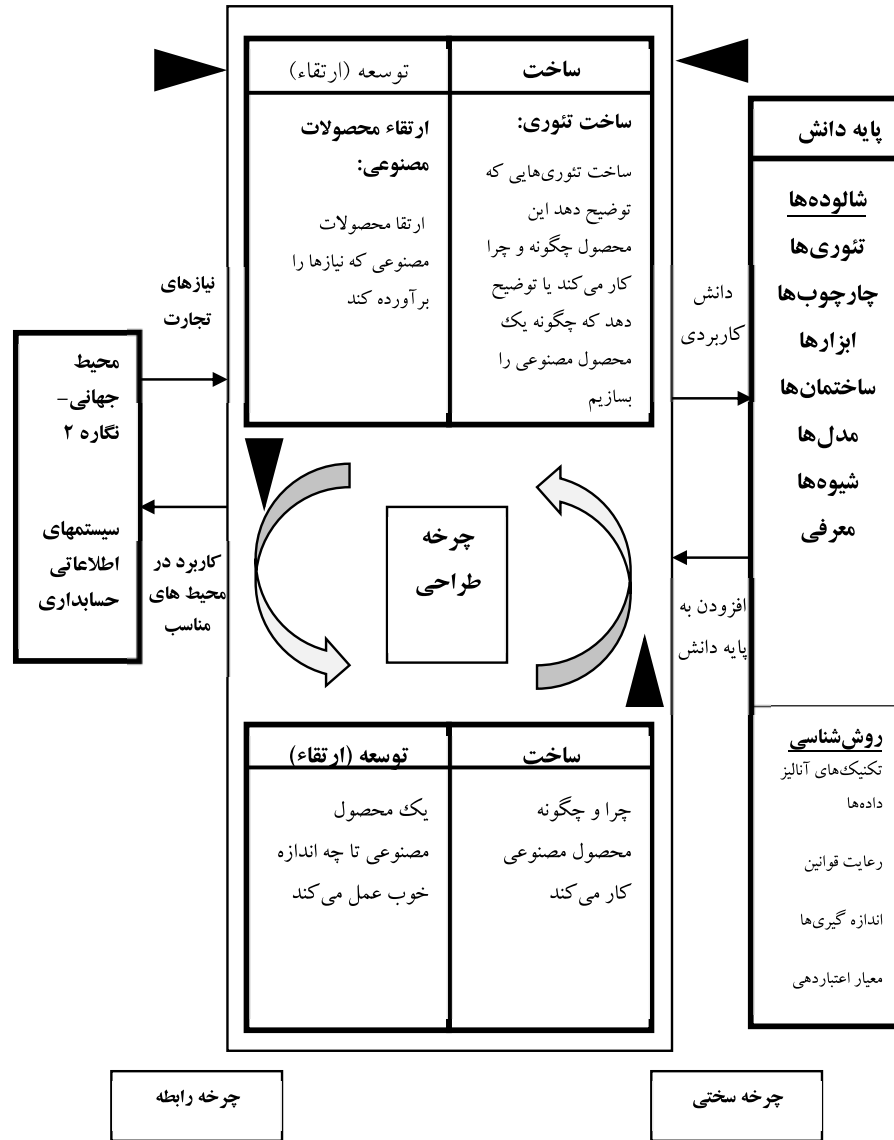 ساخت
توسعه (ارتقاء)
ساخت تئوری:
ساخت تئوری‌هایی که
توضیح دهد این
محصول چگونه و چرا
کار می‌کند یا توضیح
دهد که چگونه یک
محصول مصنوعی را
بسازیم
ارتقاء محصولات
مصنوعی:
ارتقا محصولات
مصنوعی که نیازها را
برآورده کند
پایه دانش
شالوده‌ها
تئوری‌ها
چارچوب‌ها
ابزارها
ساختمان‌ها
مدل‌ها
شیوه‌ها
معرفی
روش‌شناسی
تکنیک‌های آنالیز
داده‌ها
رعایت قوانین
اندازه گیری‌ها
معیار اعتباردهی
دانش
کاربردی
افزودن به
پایه دانش
نیازهای
تجارت
کاربرد در
محیط های
مناسب
محیط
جهانی-
نگاره ۲
سیستمهای
اطلاعاتی
حسابداری
چرخه
طراحی
ساخت
توسعه (ارتقاء)
چرا و چگونه
محصول مصنوعی
کار می‌کند
یک محصول
مصنوعی تا چه اندازه
خوب عمل می‌کند
چرخه سختی
چرخه رابطه